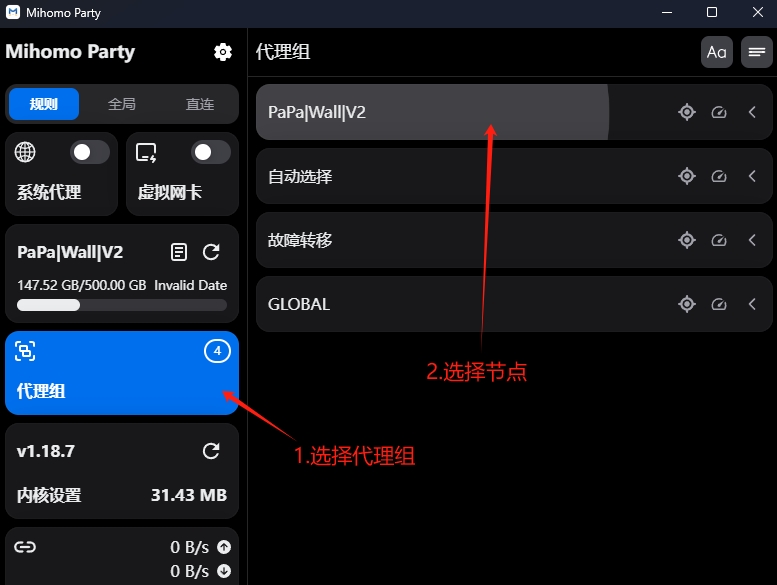 Mihomo Party
Mihomo Party
规则 全局 直连
系统代理 虚拟网卡
PaPa|Wall|V2
147.52 GB/500.00 GB Invalid Date
4
代理组
v1.18.7
内核设置 31.43 MB
0 B/s
0 B/s
代理组 Aa
PaPa|Wall|V2
自动选择
故障转移
GLOBAL
2.选择节点
1.选择代理组